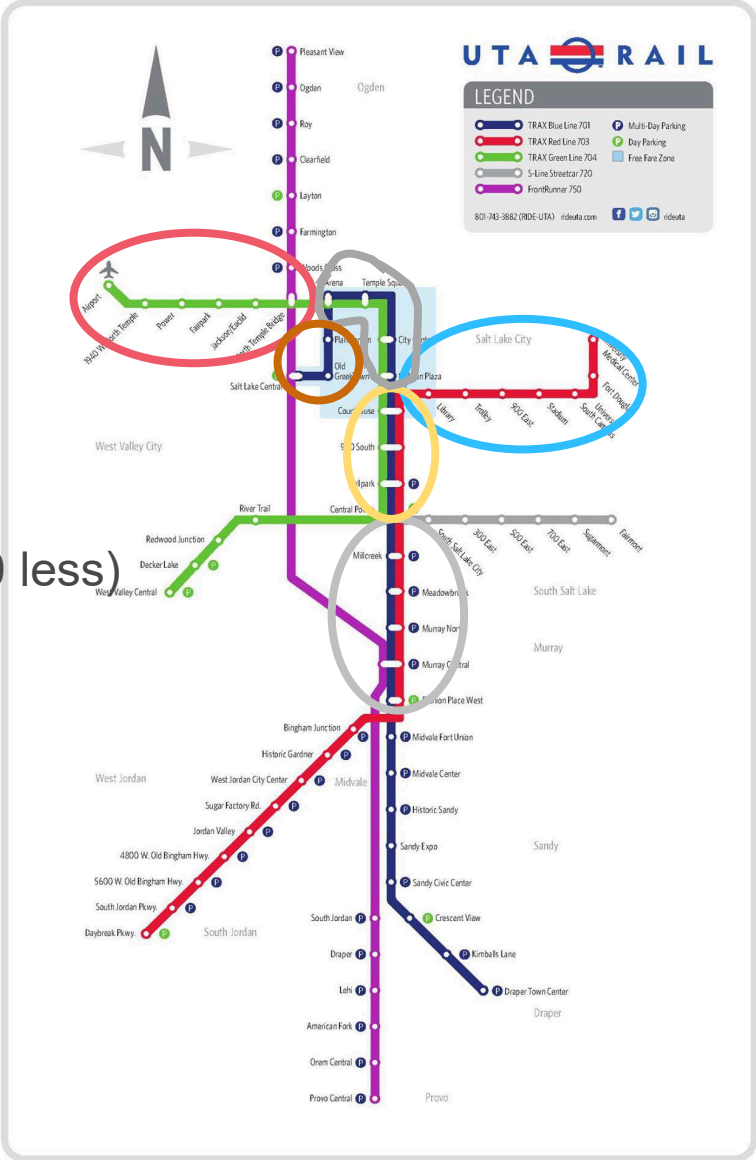 UTA RAIL
LEGEND
TRAX Blue Line 701
TRAX Red Line 703
TRAX Green Line 704
S-Line Streetcar 720
FrontRunner 750
P Multi-Day Parking
P Day Parking
Free Fare Zone
801-743-3882 (RIDE-UTA) rideuta.com
rideuta
N
Pleasant View
Ogden
Ogden
Roy
Clearfield
Layton
Farmington
Airport
1940 W
Temple
Power
Fairpark
Jackson/Euclid
Temple Bridge
Arena
Temple
Old
Salt Lake Central
Plaza
Salt Lake City
Medical Center
Fort
South Campus
Library
Trolley
900 East
Stadium
South
West Valley City
Central
River Trail
Redwood Junction
Decker Lake
West Valley Central
less)
South Salt Lake City
300 East
500 East
700 East
Sugarmont
Fairmont
Millcreek
South Salt Lake
Murray
Murray
Murray
Place West
Bingham Junction
Historic Gardner
West Jordan City Center
Sugar Factory Rd.
Jordan Valley
4800 W. Old Bingham Hwy.
5600 W. Old Bingham Hwy.
South Jordan Pkwy.
Daybreak Pkwy.
West Jordan
Midvale
South Jordan
Midvale Fort Union
Midvale Center
Historic Sandy
Sandy Expo
Sandy
Sandy Civic Center
Crescent View
Kimballs Lane
Draper Town Center
Draper
South Jordan
Draper
Lehi
American Fork
Orem Central
Provo Central
Provo